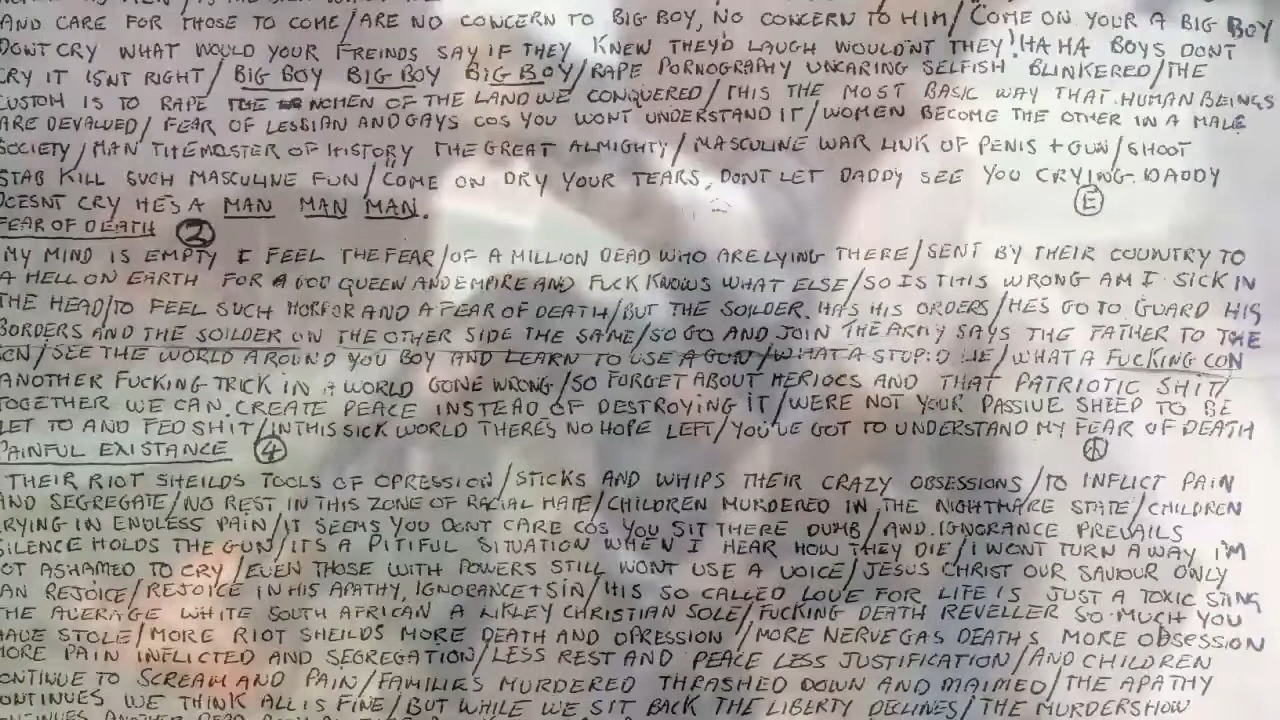 AND CARE FOR THOSE TO COME/ARE NO CONCERN TO BIG BOY, NO CONCERN TO HIM/COME ON YOUR A BIG BOY
DONT CRY WHAT WOULD YOUR FREINDS SAY IF THEY KNEW THEY'D LAUGH WOULDN'T THEY! HA HA BOYS DONT
CRY IT ISNT RIGHT/BIG BOY BIG BOY BIG BOY/RAPE PORNOGRAPHY UNCARING SELFISH BLINKERED/THE
CUSTOM IS TO RAPE THE WOMEN OF THE LAND WE CONQUERED/THIS THE MOST BASIC WAY THAT HUMAN BEINGS
ARE DEVALUED/FEAR OF LESBIAN AND GAYS COS YOU WONT UNDERSTAND IT/WOMEN BECOME THE OTHER IN A MALE
SOCIETY/MAN THE MASTER OF HISTORY THE GREAT ALMIGHTY/MASCULINE WAR LINK OF PENIS + GUN/SHOOT
STAB KILL SUCH MASCULINE FUN/"COME ON DRY YOUR TEARS, DONT LET DADDY SEE YOU CRYING. DADDY
DOESNT CRY HE'S A MAN MAN MAN. E
FEAR OF DEATH 2
MY MIND IS EMPTY I FEEL THE FEAR/OF A MILLION DEAD WHO ARE LYING THERE/SENT BY THEIR COUNTRY TO
A HELL ON EARTH FOR A GOD QUEEN AND EMPIRE AND FUCK KNOWS WHAT ELSE/SO IS THIS WRONG AM I SICK IN
THE HEAD/TO FEEL SUCH HORROR AND A FEAR OF DEATH/BUT THE SOILDER HAS HIS ORDERS/HE'S GO TO GUARD HIS
BORDERS AND THE SOILDER ON THE OTHER SIDE THE SAME/SO GO AND JOIN THE ARMY SAYS THE FATHER TO THE
SON/SEE THE WORLD AROUND YOU BOY AND LEARN TO USE A GUN/WHAT A STUPID LIE/WHAT A FUCKING CON
ANOTHER FUCKING TRICK IN A WORLD GONE WRONG/SO FORGET ABOUT HERIOCS AND THAT PATRIOTIC SHIT/
TOGETHER WE CAN CREATE PEACE INSTEAD OF DESTROYING IT/WERE NOT YOUR PASSIVE SHEEP TO BE
LET TO AND FED SHIT/IN THIS SICK WORLD THERE'S NO HOPE LEFT/YOU'VE GOT TO UNDERSTAND MY FEAR OF DEATH
PAINFUL EXISTANCE 4
THEIR RIOT SHEILDS TOOLS OF OPRESSION/STICKS AND WHIPS THEIR CRAZY OBSESSIONS/TO INFLICT PAIN
AND SEGREGATE/NO REST IN THIS ZONE OF RACIAL HATE/CHILDREN MURDERED IN THE NIGHTMARE STATE/CHILDREN
CRYING IN ENDLESS PAIN/IT SEEMS YOU DONT CARE COS YOU SIT THERE DUMB/AND IGNORANCE PREVAILS
SILENCE HOLDS THE GUN/ITS A PITIFUL SITUATION WHEN I HEAR HOW THEY DIE/I WONT TURN AWAY I'M
NOT ASHAMED TO CRY/EVEN THOSE WITH POWERS STILL WONT USE A VOICE/JESUS CHRIST OUR SAVIOUR ONLY
CAN REJOICE/REJOICE IN HIS APATHY, IGNORANCE + SIN/HIS SO CALLED LOVE FOR LIFE IS JUST A TOXIC STING
THE AVERAGE WHITE SOUTH AFRICAN A LIKLEY CHRISTIAN SOLE/FUCKING DEATH REVELLER SO MUCH YOU
HAVE STOLE/MORE RIOT SHEILDS MORE DEATH AND OPRESSION/MORE NERVE GAS DEATHS MORE OBSESSION
MORE PAIN INFLICTED AND SEGREGATION/LESS REST AND PEACE LESS JUSTIFICATION/AND CHILDREN
CONTINUE TO SCREAM AND PAIN/FAMILIES MURDERED THRASHED DOWN AND MAIMED/THE APATHY
CONTINUES WE THINK ALL IS FINE/BUT WHILE WE SIT BACK THE LIBERTY DECLINES/THE MURDERSHOW